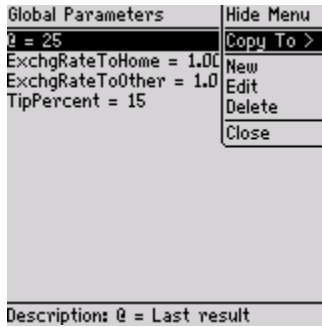 Global Parameters
@ = 25
ExchgRateToHome = 1.00
ExchgRateToOther = 1.0
TipPercent = 15
Hide Menu
Copy To >
New
Edit
Delete
Close
Description: @ = Last result